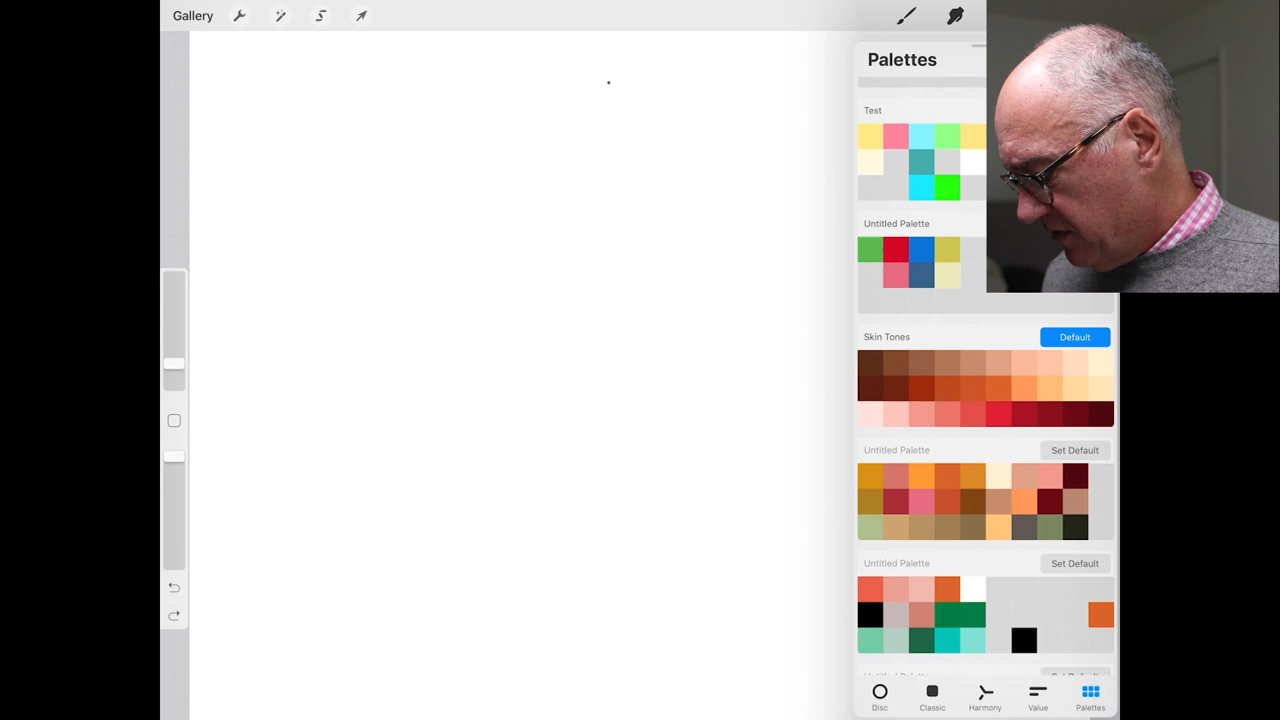 Gallery
Palettes
Test
Untitled Palette
Skin Tones
Default
Untitled Palette
Set Default
Untitled Palette
Set Default
Disc
Classic
Harmony
Value
Palettes